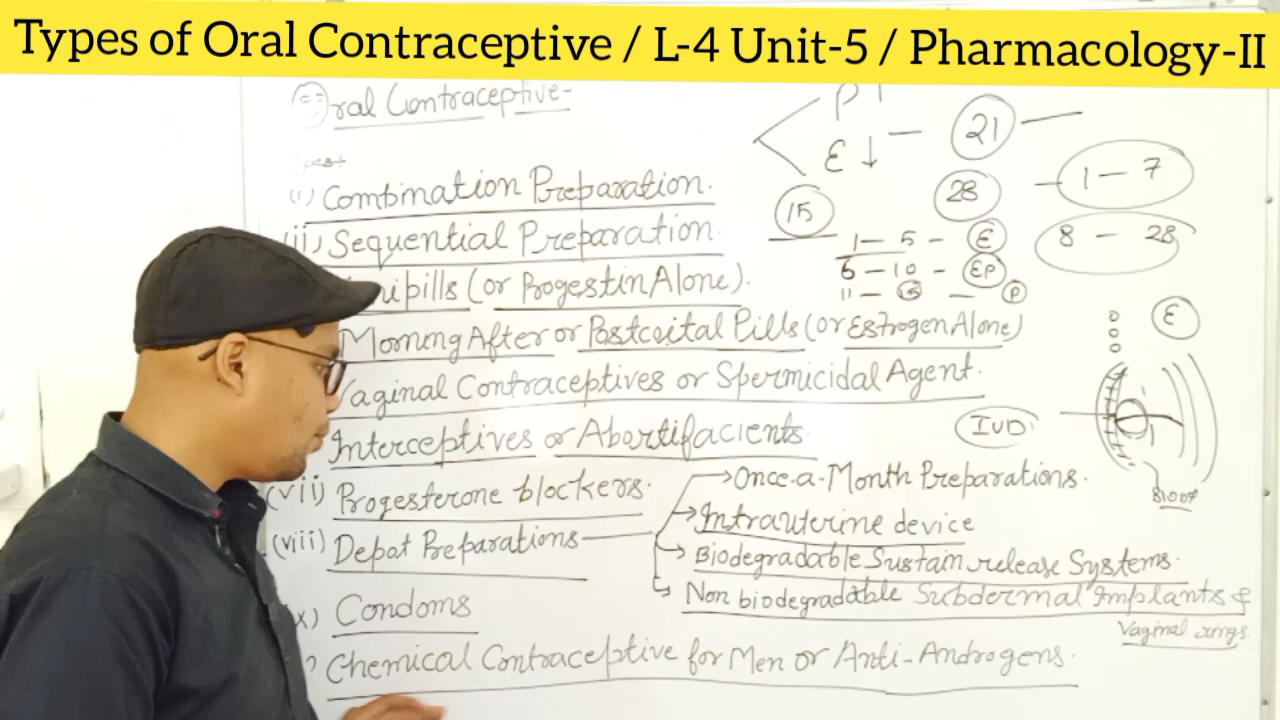 Types of Oral Contraceptive / L-4 Unit-5 / Pharmacology-II
Oral Contraceptive-
(i) Combination Preparation.
(ii) Sequential Preparation.
nipills (or Progestin Alone).
Morning After or Postcoital Pills (or Estrogen Alone)
Vaginal Contraceptives or Spermicidal Agent.
Interceptives or Abortifacients
(vii) Progesterone blockers.
(viii) Depot Preparations
→Once-a-Month Preparations.
→Intrauterine device
→ Biodegradable Sustain release Systems.
→ Non biodegradable Subdermal Implants &
Vaginal rings.
x) Condoms
Chemical Contraceptive for Men or Anti-Androgens.
P ↑
E ↓ — 21 —
15
28
1 — 7
8 — 28
1 — 5 - E
6 — 10 - EP
11 — 15 — P
E
IUD
Blood